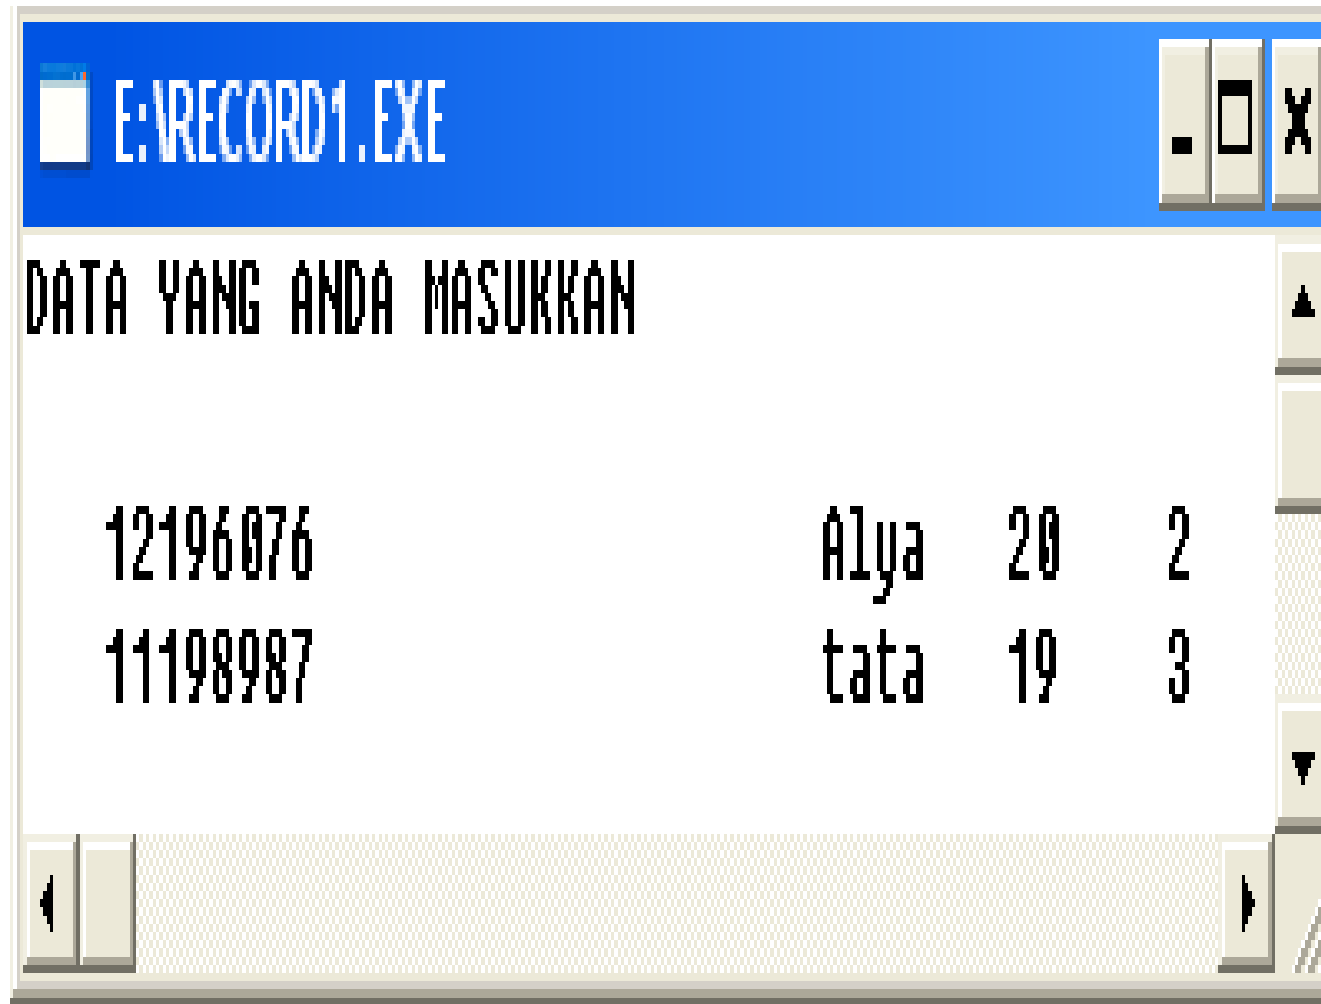 E:\RECORD1.EXE
DATA YANG ANDA MASUKKAN
12196076 Alya 20 2
11198987 tata 19 3